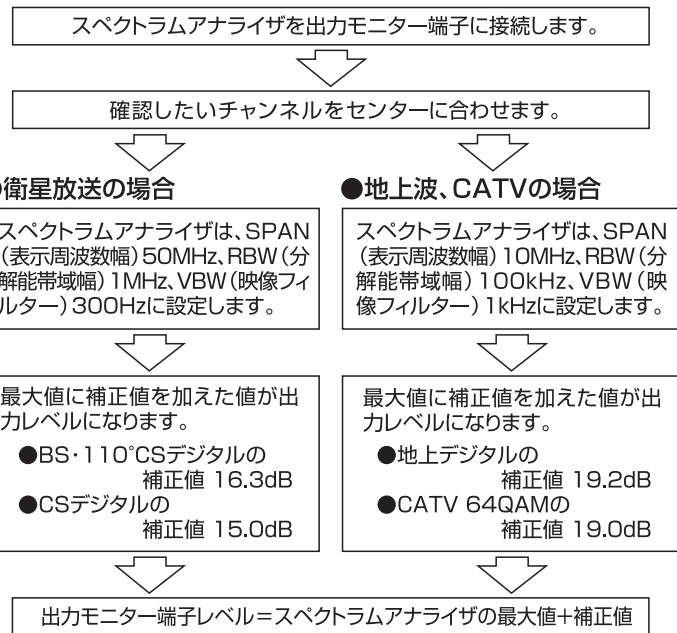 スペクトラムアナライザを出力モニター端子に接続します。
確認したいチャンネルをセンターに合わせます。
●衛星放送の場合
スペクトラムアナライザは、SPAN
（表示周波数幅）50MHz、RBW（分
解能帯域幅）1MHz、VBW（映像フィ
ルター）300Hzに設定します。
最大値に補正値を加えた値が出
力レベルになります。
●BS・110°CSデジタルの
補正値 16.3dB
●CSデジタルの
補正値 15.0dB
●地上波、CATVの場合
スペクトラムアナライザは、SPAN
（表示周波数幅）10MHz、RBW（分
解能帯域幅）100kHz、VBW（映
像フィルター）1kHzに設定します。
最大値に補正値を加えた値が出
力レベルになります。
●地上デジタルの
補正値 19.2dB
●CATV 64QAMの
補正値 19.0dB
出力モニター端子レベル＝スペクトラムアナライザの最大値＋補正値